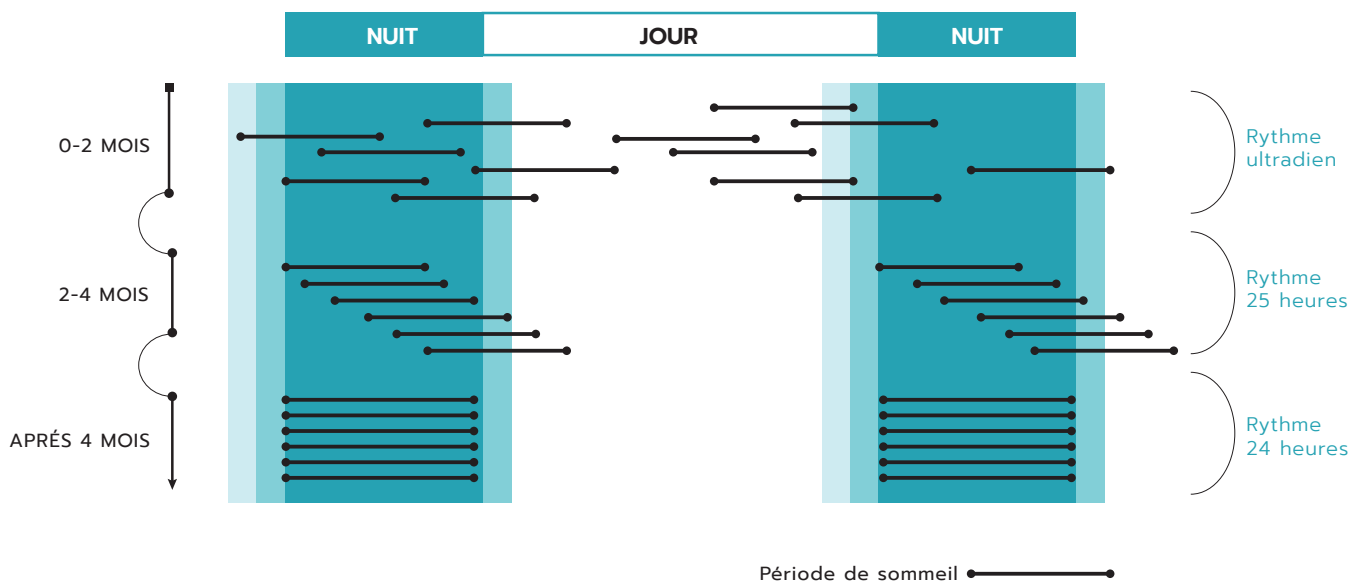 NUIT
JOUR
NUIT
0-2 MOIS
Rythme
ultradien
2-4 MOIS
Rythme
25 heures
APRÉS 4 MOIS
Rythme
24 heures
Période de sommeil